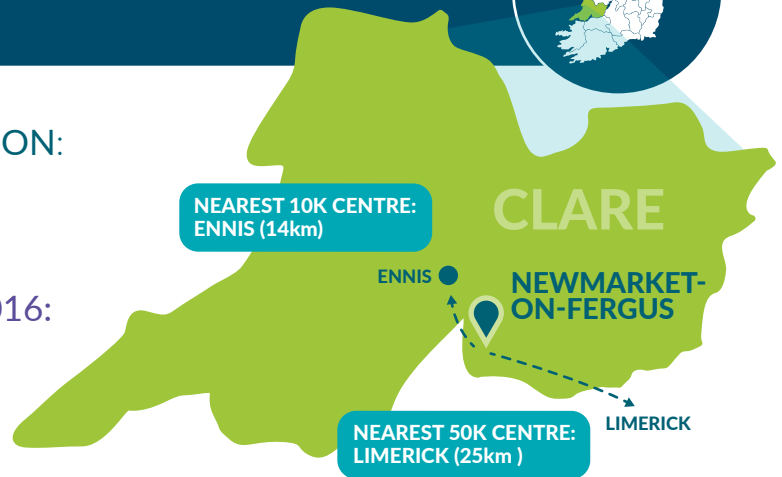 ON:
CLARE
NEAREST 10K CENTRE:
ENNIS (14km)
ENNIS
NEWMARKET-
ON-FERGUS
016:
NEAREST 50K CENTRE:
LIMERICK (25km )
LIMERICK